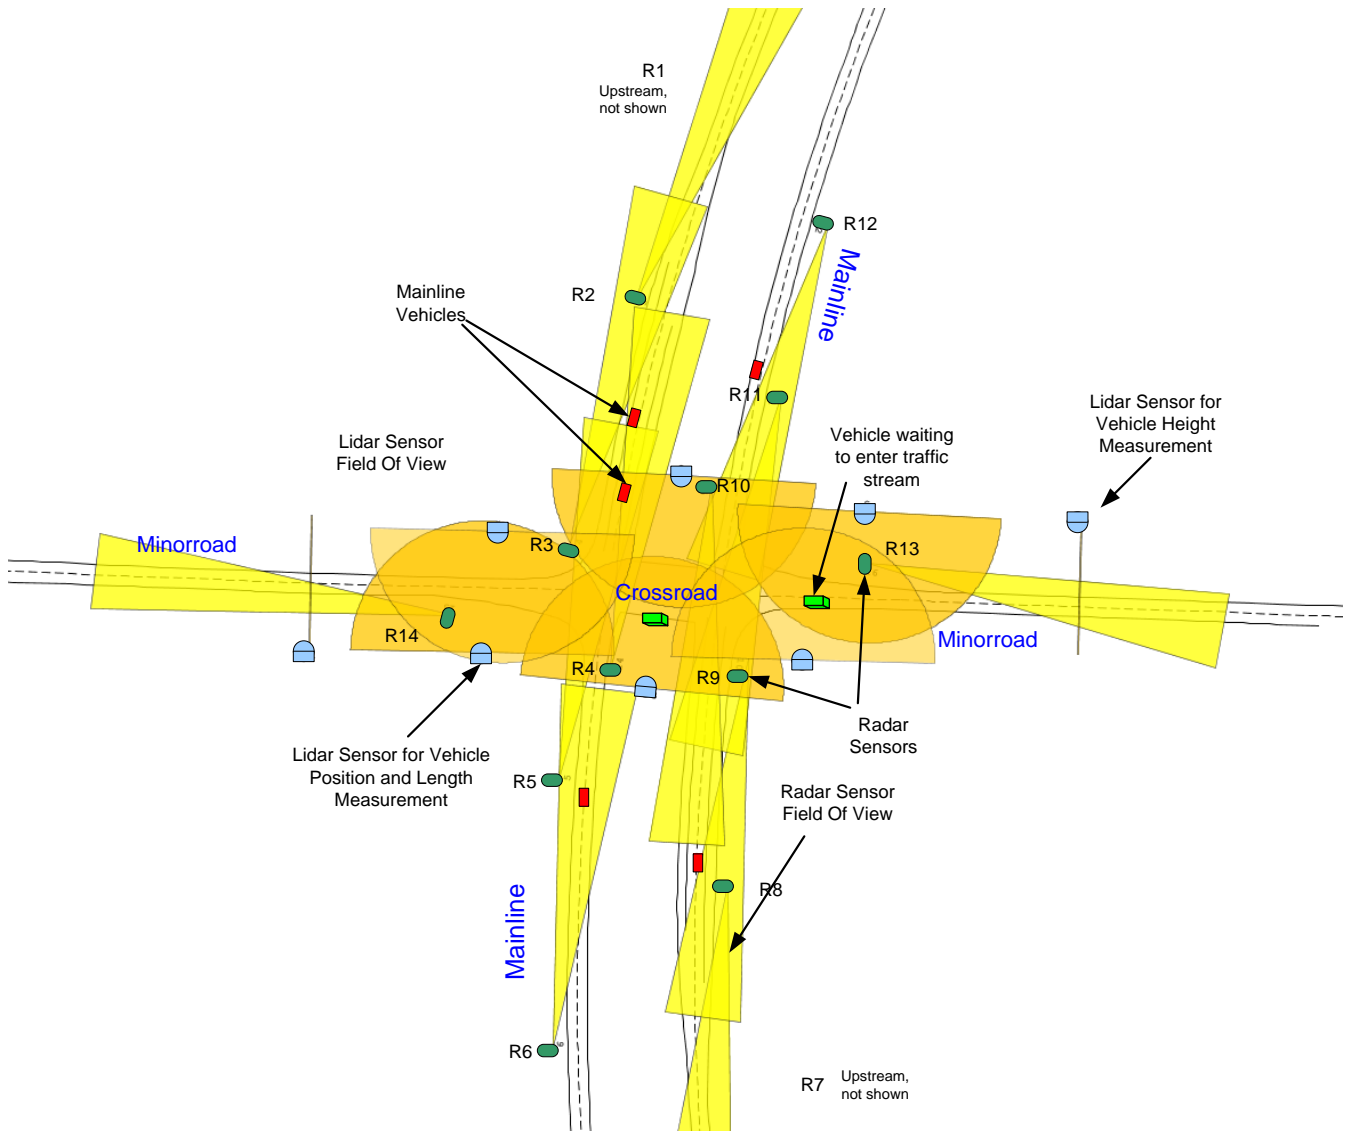 R1
Upstream,
not shown
R12
Mainline
R2
Mainline
Vehicles
R11
Lidar Sensor for
Vehicle Height
Measurement
Vehicle waiting
to enter traffic
stream
Lidar Sensor
Field Of View
R10
Minorroad
R3
R13
Crossroad
R14
Minorroad
R4
R9
Radar
Sensors
Lidar Sensor for Vehicle
Position and Length
Measurement
R5
Radar Sensor
Field Of View
R8
Mainline
R6
R7
Upstream,
not shown